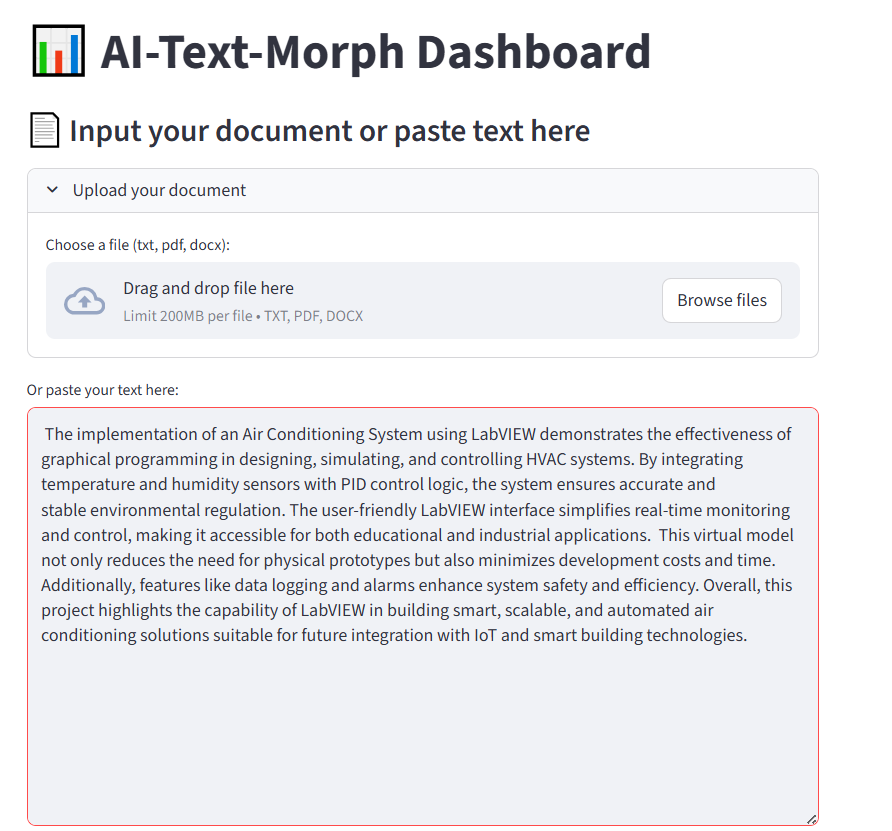 AI-Text-Morph Dashboard
Input your document or paste text here
Upload your document
Choose a file (txt, pdf, docx):
Drag and drop file here
Limit 200MB per file • TXT, PDF, DOCX
Browse files
Or paste your text here:
The implementation of an Air Conditioning System using LabVIEW demonstrates the effectiveness of
graphical programming in designing, simulating, and controlling HVAC systems. By integrating
temperature and humidity sensors with PID control logic, the system ensures accurate and
stable environmental regulation. The user-friendly LabVIEW interface simplifies real-time monitoring
and control, making it accessible for both educational and industrial applications.  This virtual model
not only reduces the need for physical prototypes but also minimizes development costs and time.
Additionally, features like data logging and alarms enhance system safety and efficiency. Overall, this
project highlights the capability of LabVIEW in building smart, scalable, and automated air
conditioning solutions suitable for future integration with IoT and smart building technologies.